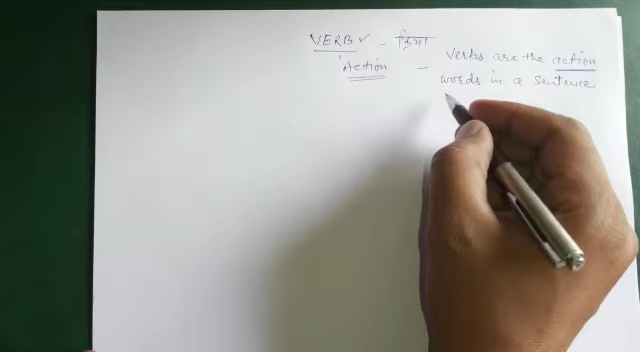 VERB ✓ - क्रिया
Action - Verbs are the action
words in a sentence